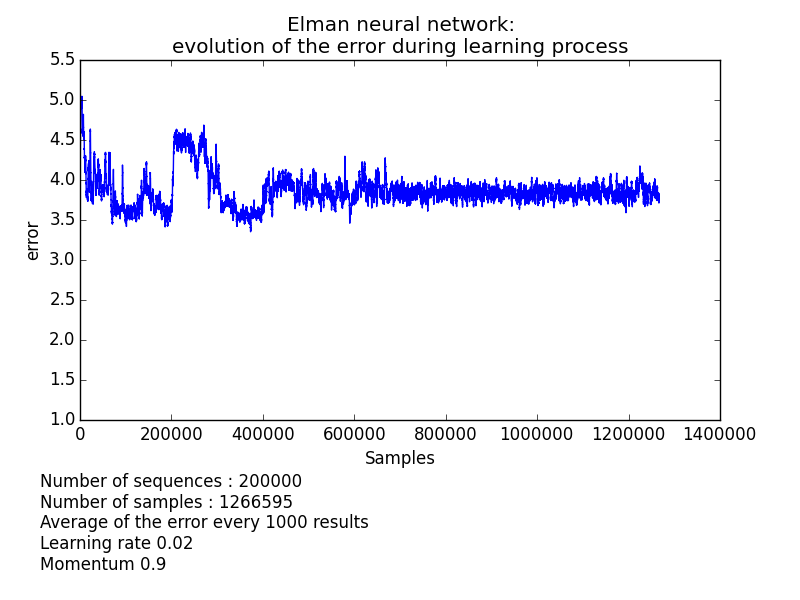 Elman neural network:
evolution of the error during learning process
5.5
5.0
4.5
4.0
3.5
3.0
2.5
2.0
1.5
1.0
error
0 200000 400000 600000 800000 1000000 1200000 1400000
Samples
Number of sequences : 200000
Number of samples : 1266595
Average of the error every 1000 results
Learning rate 0.02
Momentum 0.9